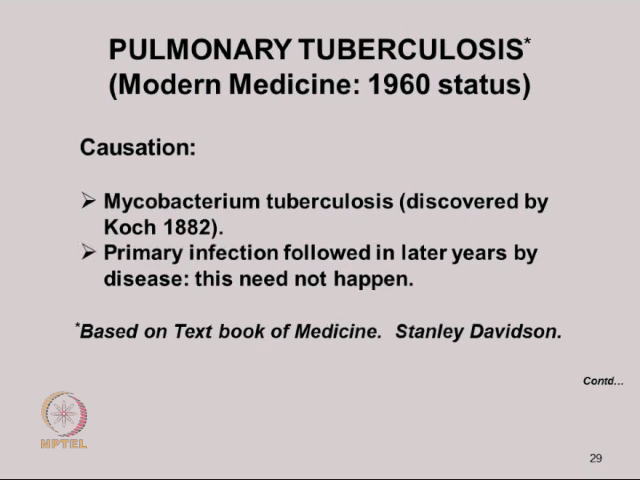 PULMONARY TUBERCULOSIS*
(Modern Medicine: 1960 status)
Causation:
➢ Mycobacterium tuberculosis (discovered by
Koch 1882).
➢ Primary infection followed in later years by
disease: this need not happen.
*Based on Text book of Medicine. Stanley Davidson.
Contd...
NPTEL
29